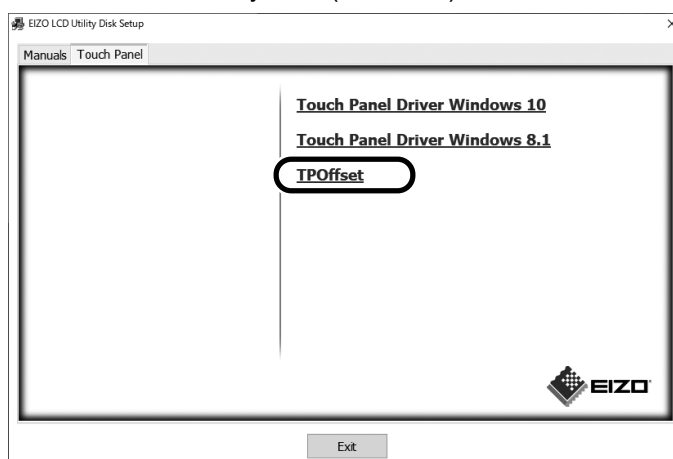 EIZO LCD Utility Disk Setup
Manuals Touch Panel
Touch Panel Driver Windows 10
Touch Panel Driver Windows 8.1
TPOffset
EIZO
Exit